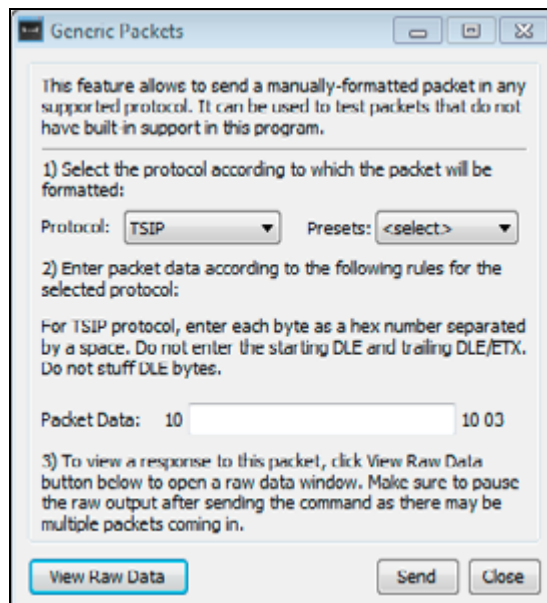 Generic Packets
This feature allows to send a manually-formatted packet in any
supported protocol. It can be used to test packets that do not
have built-in support in this program.
1) Select the protocol according to which the packet will be
formatted:
Protocol: TSIP Presets: <select>
2) Enter packet data according to the following rules for the
selected protocol:
For TSIP protocol, enter each byte as a hex number separated
by a space. Do not enter the starting DLE and trailing DLE/ETX.
Do not stuff DLE bytes.
Packet Data: 10 10 03
3) To view a response to this packet, click View Raw Data
button below to open a raw data window. Make sure to pause
the raw output after sending the command as there may be
multiple packets coming in.
View Raw Data Send Close